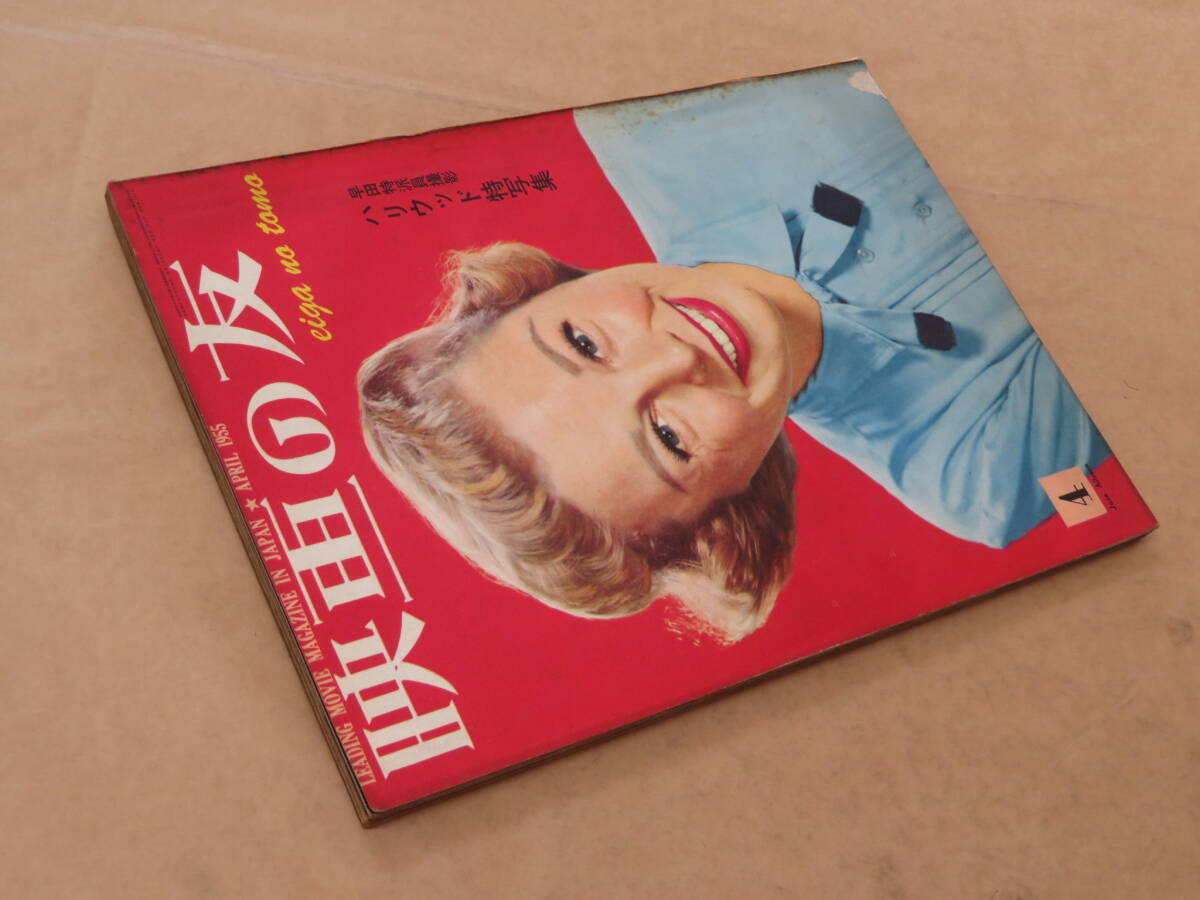 LEADING MOVIE MAGAZINE IN JAPAN ★ APRIL 1955
映画の友
eiga no tomo
早田特派員撮影
ハリウッド特写集
4
June